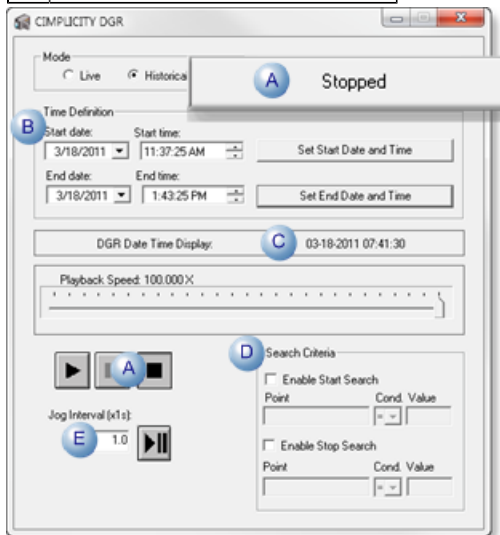 CIMPLICITY DGR
Mode
Live Historica
A Stopped
Time Definition
B
Start date: Start time:
3/18/2011 11:37:25 AM Set Start Date and Time
End date: End time:
3/18/2011 1:43:25 PM Set End Date and Time
DGR Date Time Display: C 03-18-2011 07:41:30
Playback Speed: 100.000 X
D Search Criteria
A
Enable Start Search
Point Cond. Value
=
Jog Interval (x1s):
E 1.0
Enable Stop Search
Point Cond. Value
=